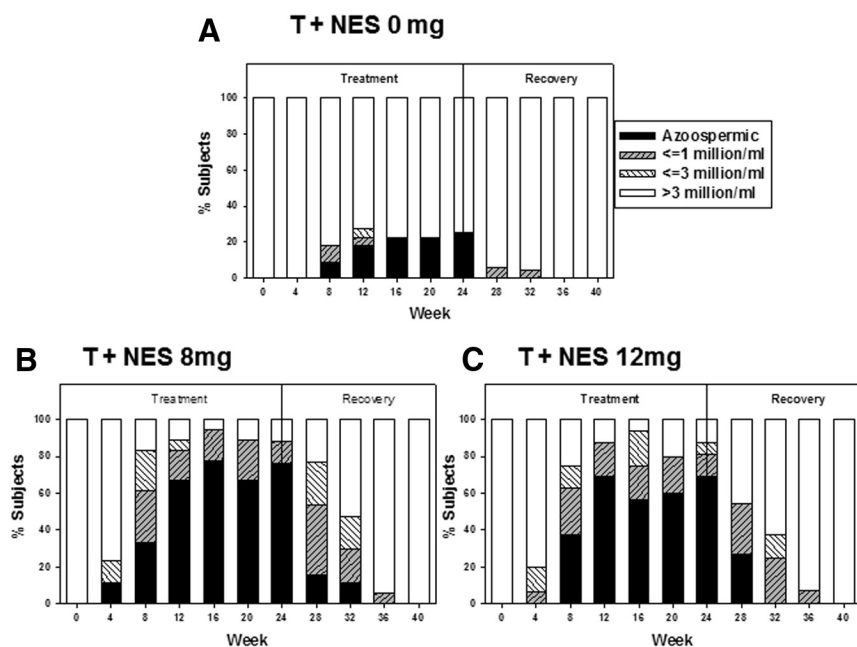 A
T + NES 0 mg
Treatment
Recovery
% Subjects
100
80
60
40
20
0
0 4 8 12 16 20 24 28 32 36 40
Week
Azoospermic
<=1 million/ml
<=3 million/ml
>3 million/ml
B
T + NES 8mg
Treatment
Recovery
% Subjects
100
80
60
40
20
0
0 4 8 12 16 20 24 28 32 36 40
Week
C
T + NES 12mg
Treatment
Recovery
% Subjects
100
80
60
40
20
0
0 4 8 12 16 20 24 28 32 36 40
Week